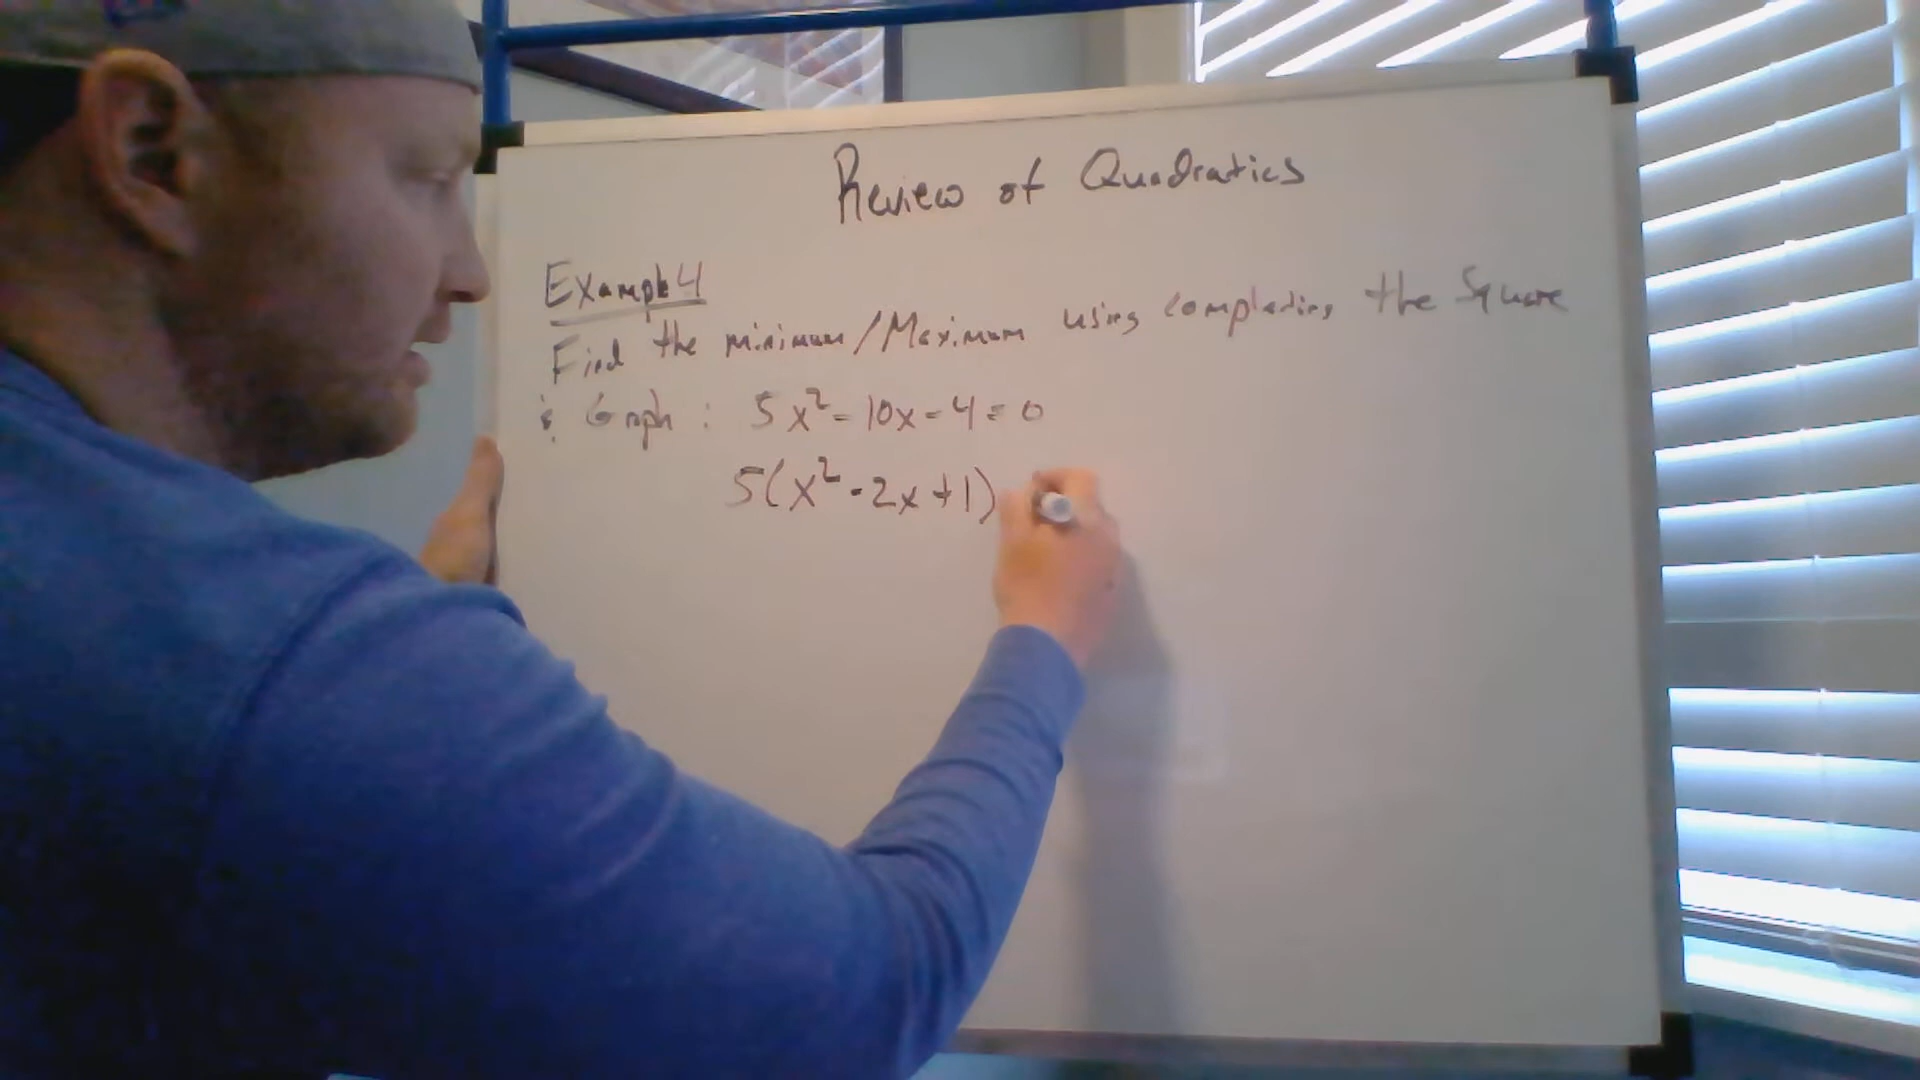 Review of Quadratics
Example 4
Find the minimum/Maximum using completing the Square
& Graph : 5x² - 10x - 4 = 0
5(x² - 2x + 1)